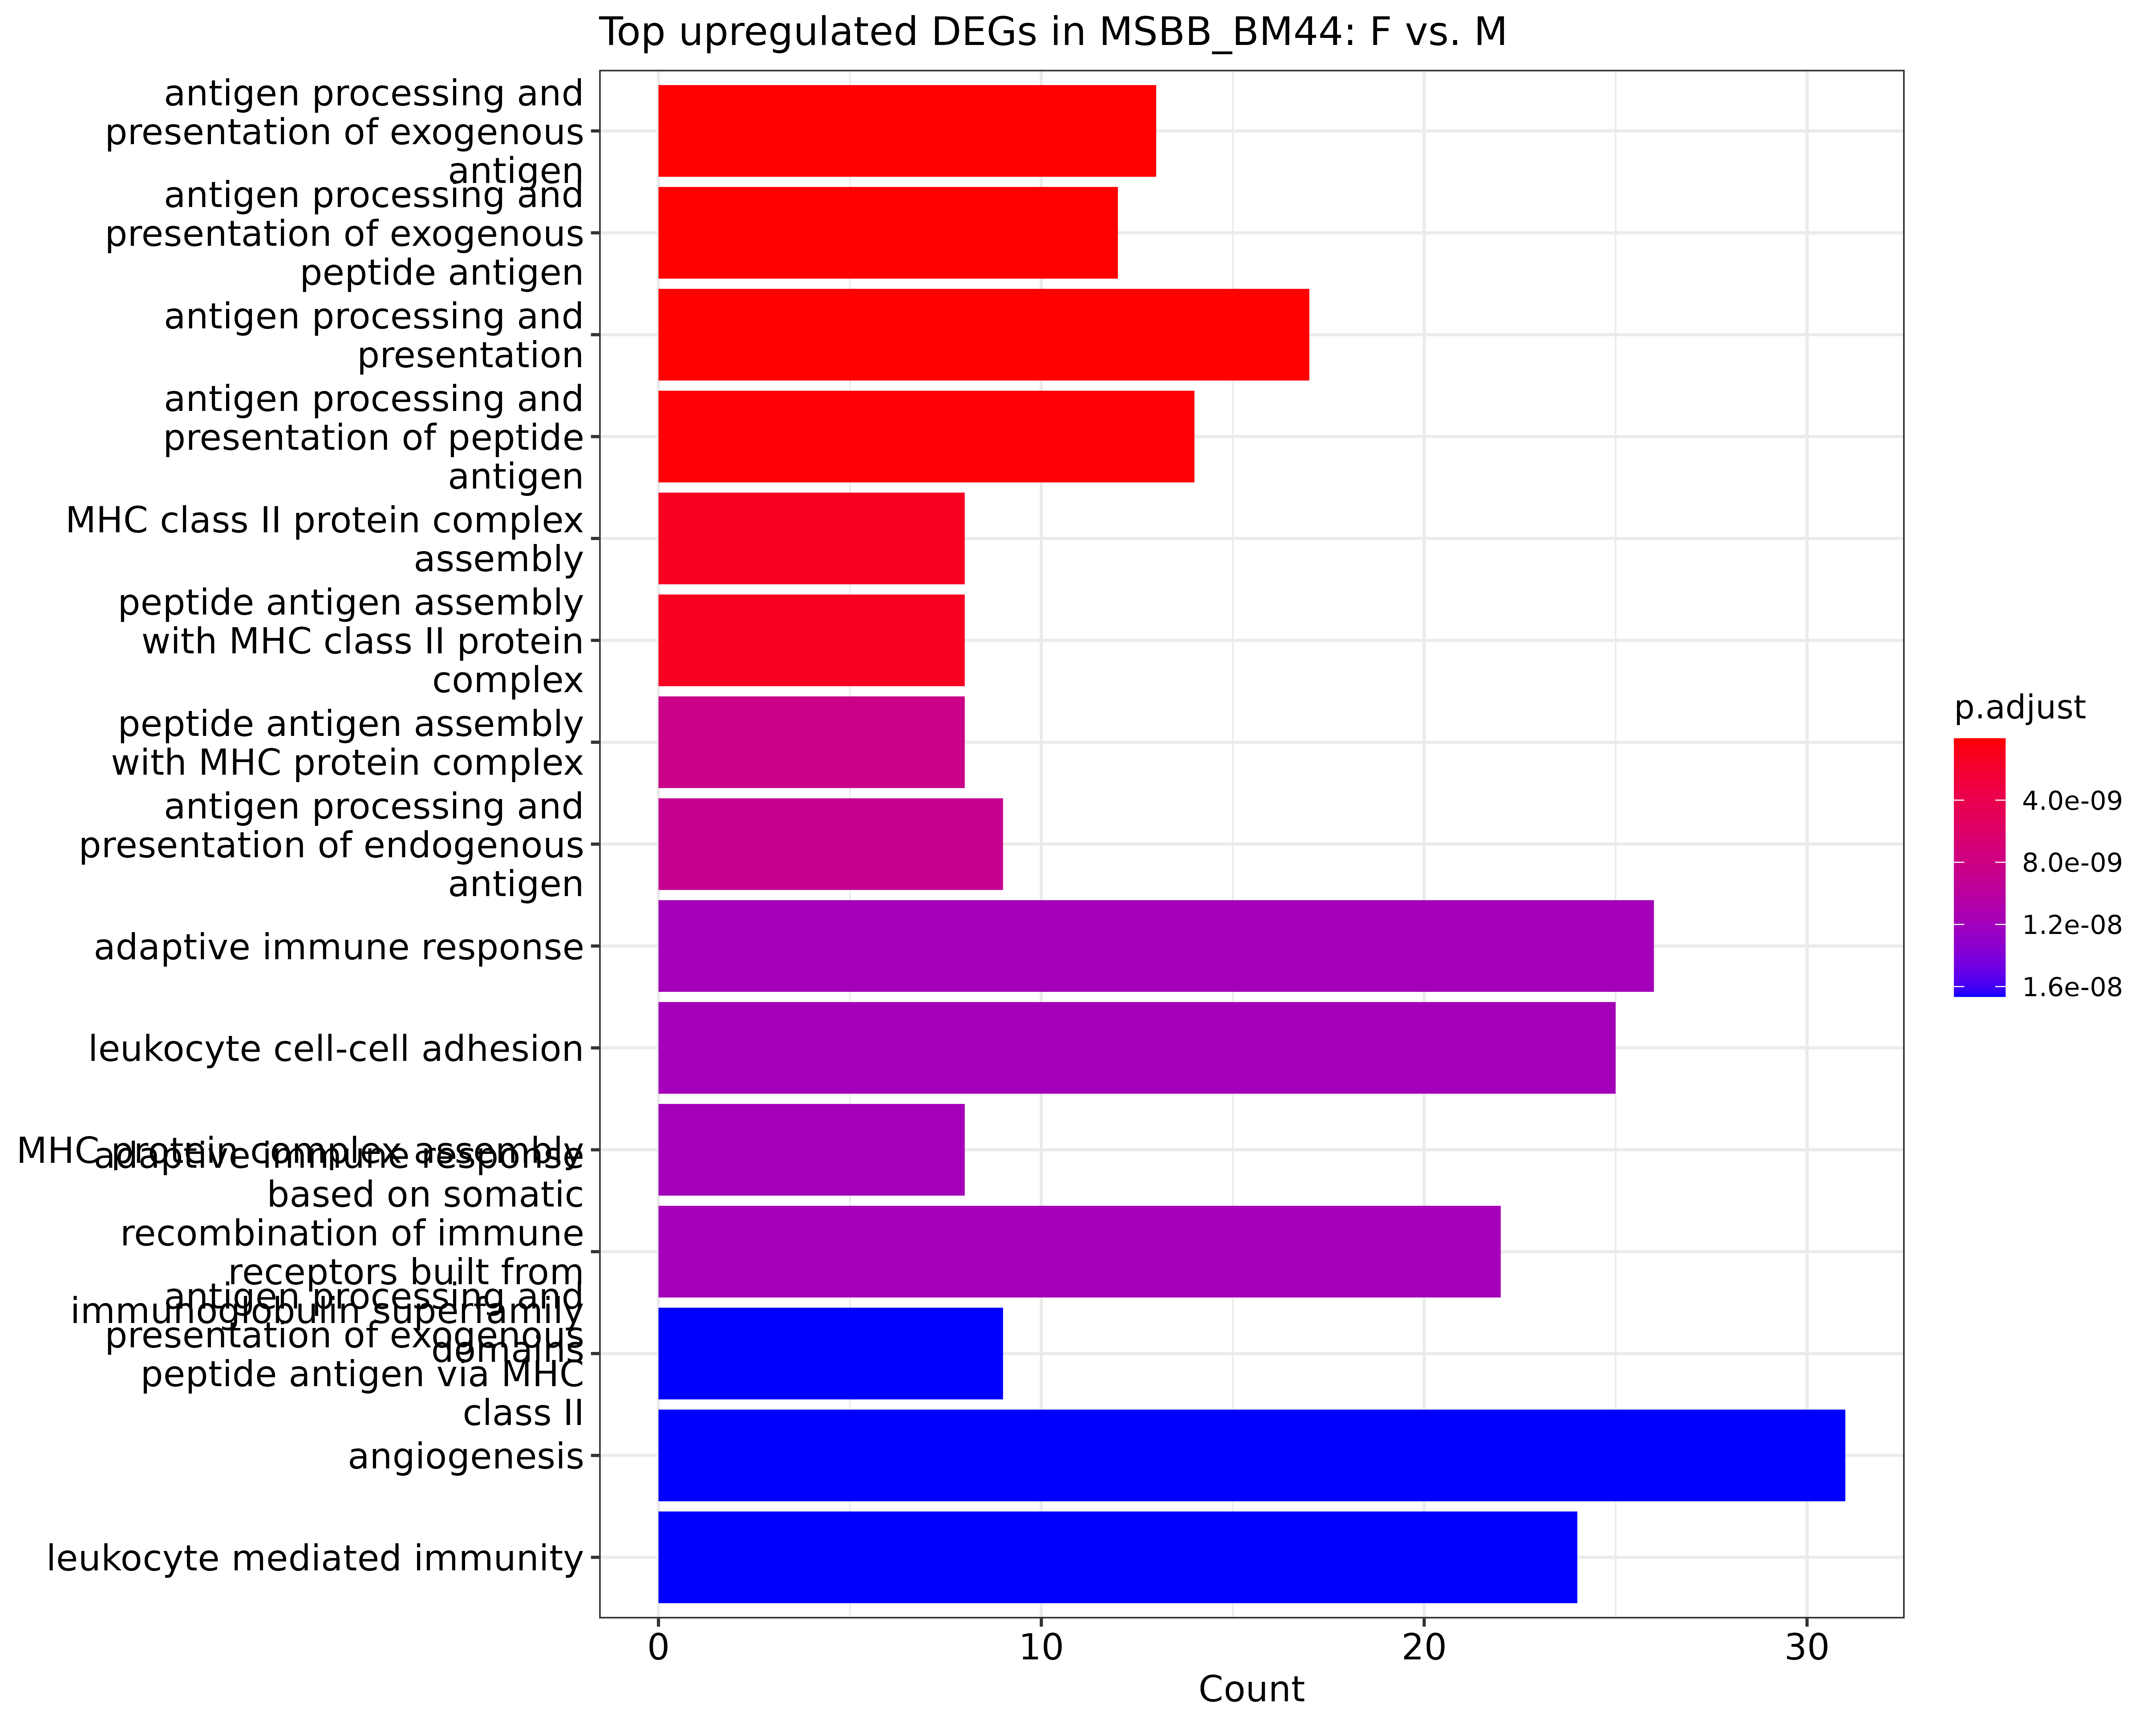 Top upregulated DEGs in MSBB_BM44: F vs. M
antigen processing and
presentation of exogenous
antigen
antigen processing and
presentation of exogenous
peptide antigen
antigen processing and
presentation
antigen processing and
presentation of peptide
antigen
MHC class II protein complex
assembly
peptide antigen assembly
with MHC class II protein
complex
peptide antigen assembly
with MHC protein complex
antigen processing and
presentation of endogenous
antigen
adaptive immune response
leukocyte cell-cell adhesion
MHC protein complex assembly
adaptive immune response
based on somatic
recombination of immune
receptors built from
immunoglobulin superfamily
domains
antigen processing and
presentation of exogenous
peptide antigen via MHC
class II
angiogenesis
leukocyte mediated immunity
0 10 20 30
Count
p.adjust
4.0e-09
8.0e-09
1.2e-08
1.6e-08